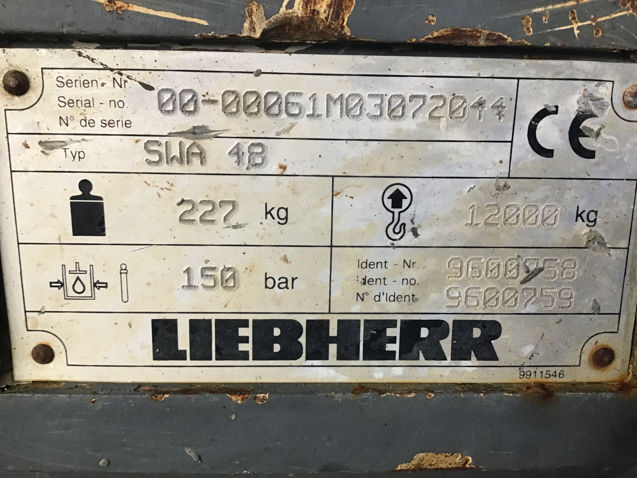 Serien- Nr
Serial - no
N° de serie
00-00061M03072044
CE
Typ
SWA 48
227 kg
12000 kg
150 bar
Ident - Nr.
Ident - no.
N° d'Ident
9600758
9600759
LIEBHERR
9911546